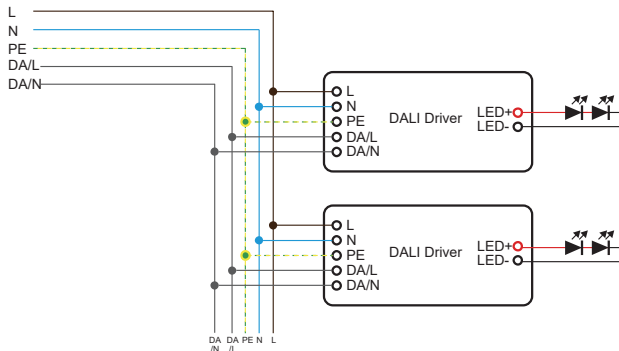 L
N
PE
DA/L
DA/N
L
N
PE
DA/L
DA/N
DALI Driver
LED+
LED-
L
N
PE
DA/L
DA/N
DALI Driver
LED+
LED-
DA
/N
DA
/L
PE
N
L